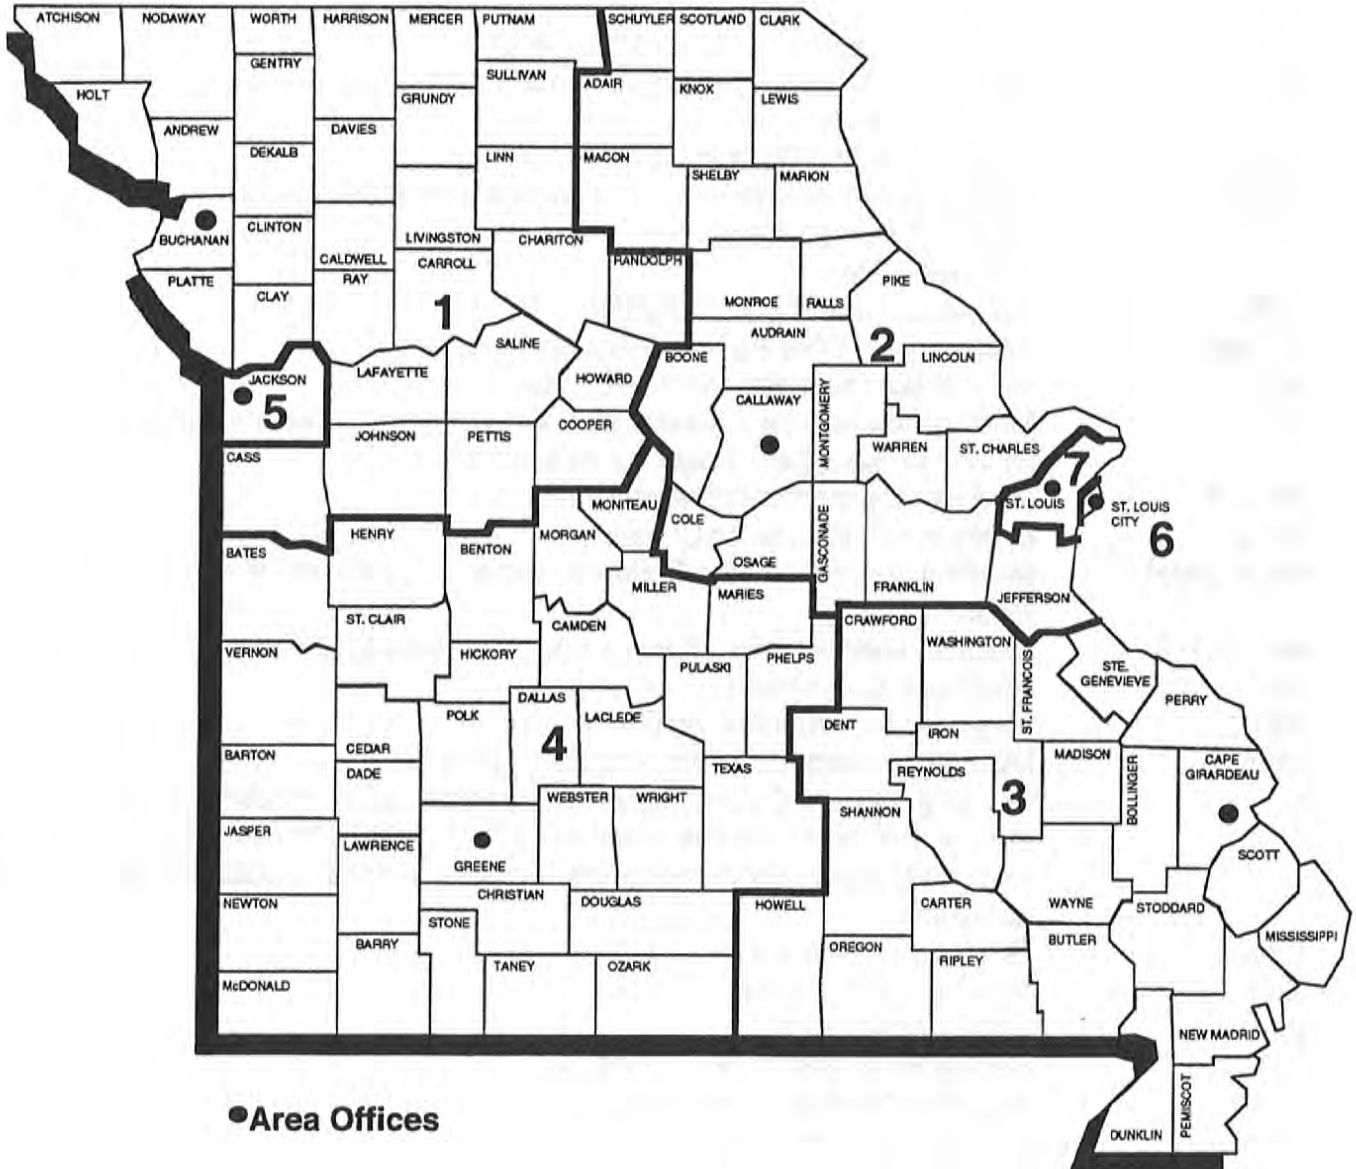 ATCHISON
NODAWAY
WORTH
HARRISON
MERCER
PUTNAM
SCHUYLER
SCOTLAND
CLARK
GENTRY
SULLIVAN
ADAIR
KNOX
HOLT
GRUNDY
LEWIS
ANDREW
DAVIES
DEKALB
LINN
MACON
SHELBY
MARION
CLINTON
BUCHANAN
LIVINGSTON
CHARITON
CALDWELL
CARROLL
RANDOLPH
PLATTE
RAY
PIKE
CLAY
1
MONROE
RALLS
AUDRAIN
SALINE
2
BOONE
LINCOLN
LAFAYETTE
JACKSON
HOWARD
5
CALLAWAY
MONTGOMERY
COOPER
JOHNSON
PETTIS
WARREN
ST. CHARLES
CASS
7
MONITEAU
ST. LOUIS
ST. LOUIS
CITY
COLE
HENRY
MORGAN
GASCONADE
6
BATES
BENTON
OSAGE
MILLER
MARIES
FRANKLIN
JEFFERSON
ST. CLAIR
CAMDEN
CRAWFORD
WASHINGTON
VERNON
HICKORY
PULASKI
PHELPS
ST. FRANCOIS
STE.
GENEVIEVE
DALLAS
PERRY
POLK
LACLEDE
DENT
IRON
4
CEDAR
BARTON
MADISON
CAPE
GIRARDEAU
DADE
TEXAS
REYNOLDS
BOLLINGER
WEBSTER
WRIGHT
3
SHANNON
JASPER
LAWRENCE
SCOTT
GREENE
CHRISTIAN
DOUGLAS
HOWELL
CARTER
WAYNE
STODDARD
NEWTON
STONE
MISSISSIPPI
BARRY
OREGON
BUTLER
TANEY
OZARK
RIPLEY
McDONALD
NEW MADRID
PEMISCOT
DUNKLIN
Area Offices